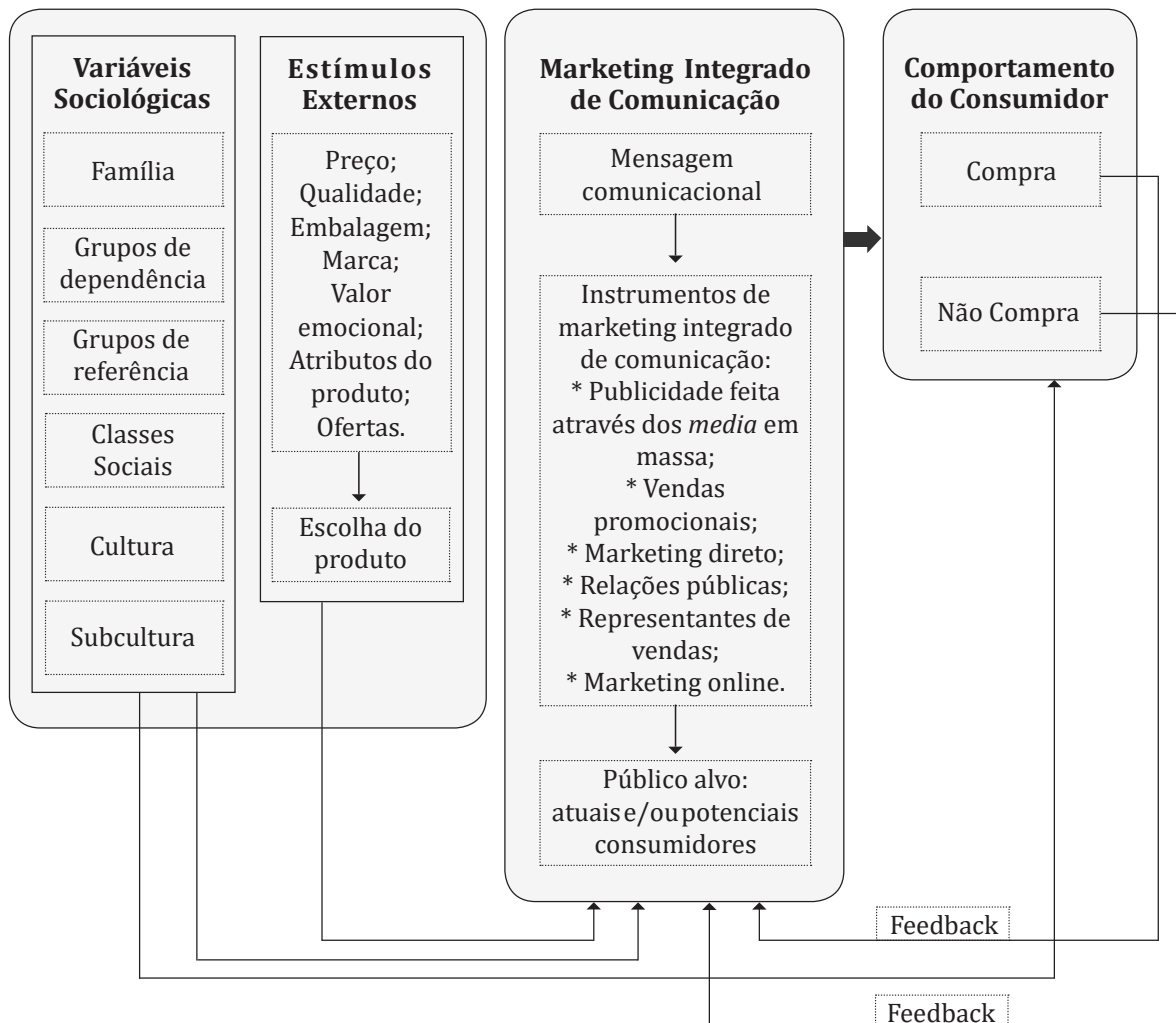 Variáveis
Sociológicas
Família
Grupos de
dependência
Grupos de
referência
Classes
Sociais
Cultura
Subcultura
Estímulos
Externos
Preço;
Qualidade;
Embalagem;
Marca;
Valor
emocional;
Atributos do
produto;
Ofertas.
Escolha do
produto
Marketing Integrado
de Comunicação
Mensagem
comunicacional
Instrumentos de
marketing integrado
de comunicação:
* Publicidade feita
através dos media em
massa;
* Vendas
promocionais;
* Marketing direto;
* Relações públicas;
* Representantes de
vendas;
* Marketing online.
Público alvo:
atuais e/ou potenciais
consumidores
Comportamento
do Consumidor
Compra
Não Compra
Feedback
Feedback